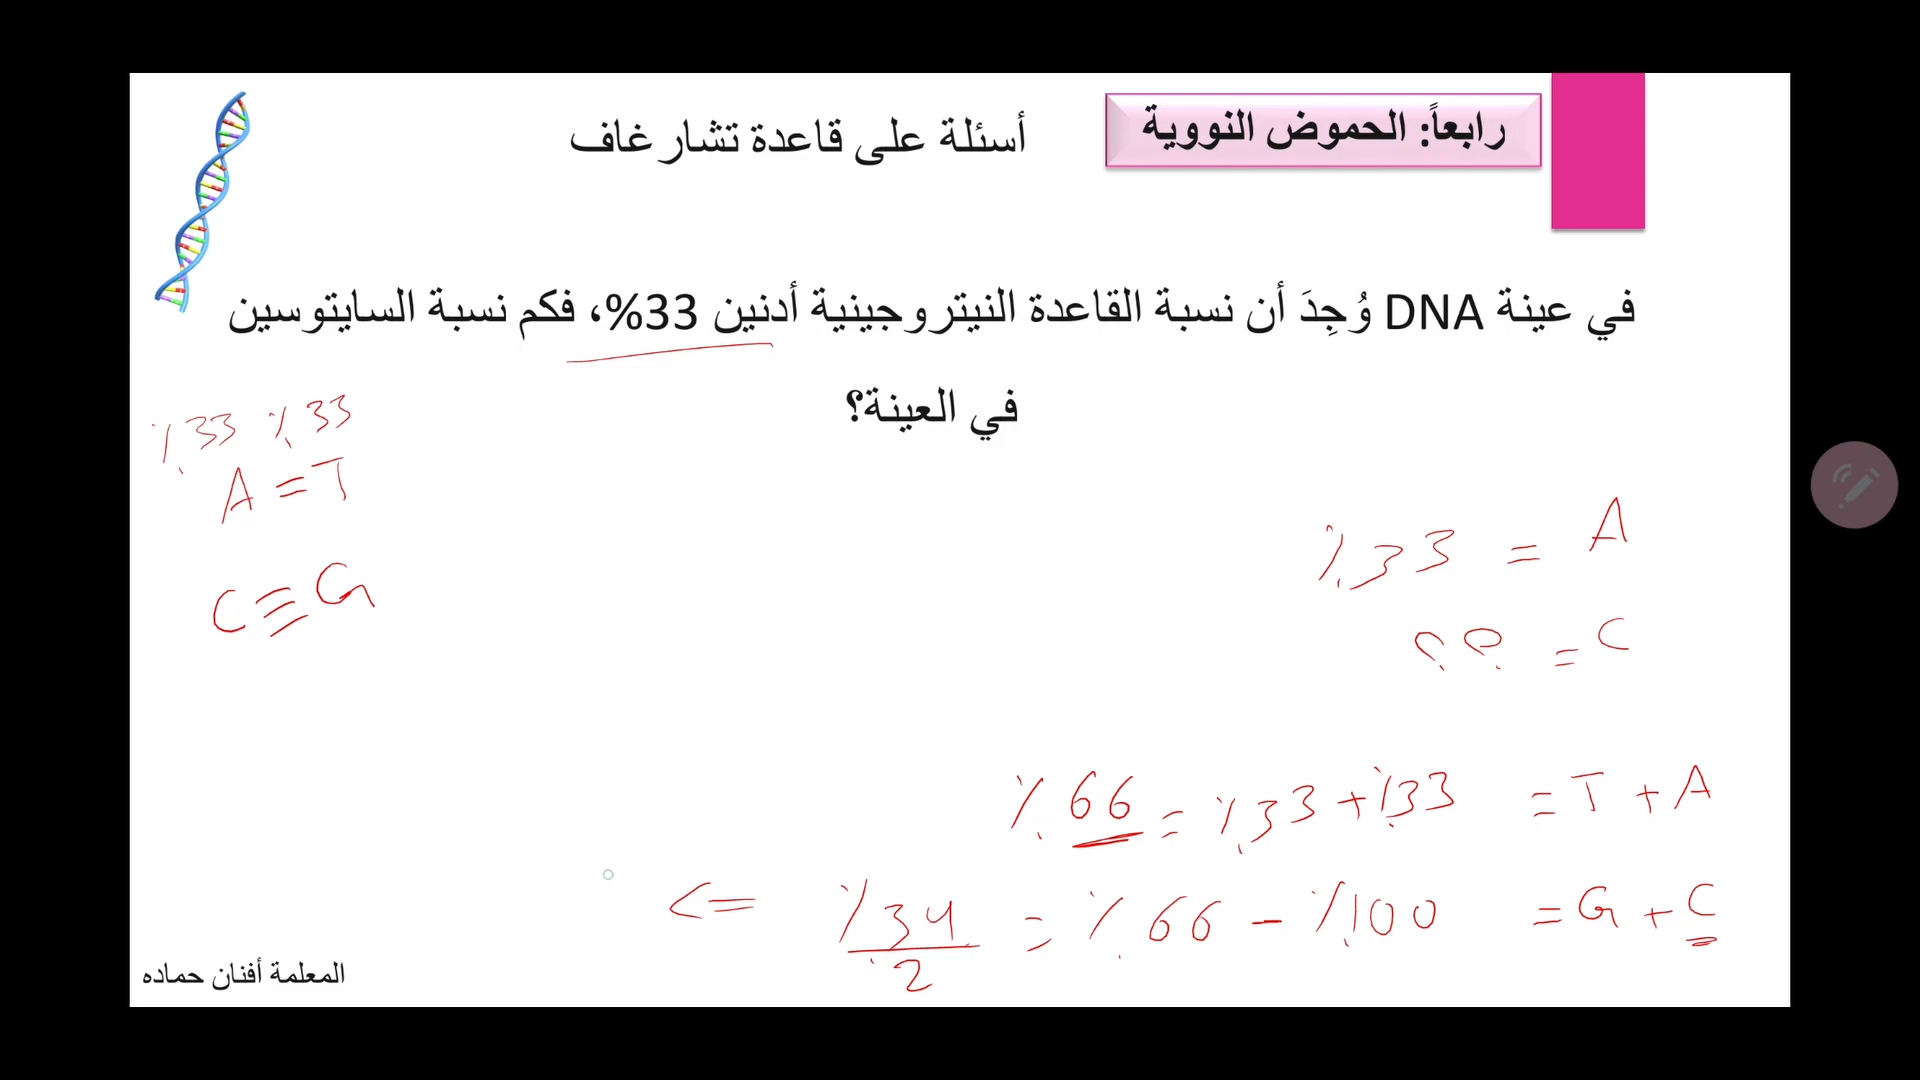 رابعاً: الحموض النووية
أسئلة على قاعدة تشارغاف
في عينة DNA وُجِدَ أن نسبة القاعدة النيتروجينية أدنين 33%، فكم نسبة السايتوسين
في العينة؟
٪33 ٪33
A = T
C ≡ G
A = 33٪
C = ؟؟
A + T = 33٪ + 33٪ = 66٪
C + G = 100٪ - 66٪ = 34٪ / 2 <=
المعلمة أفنان حماده